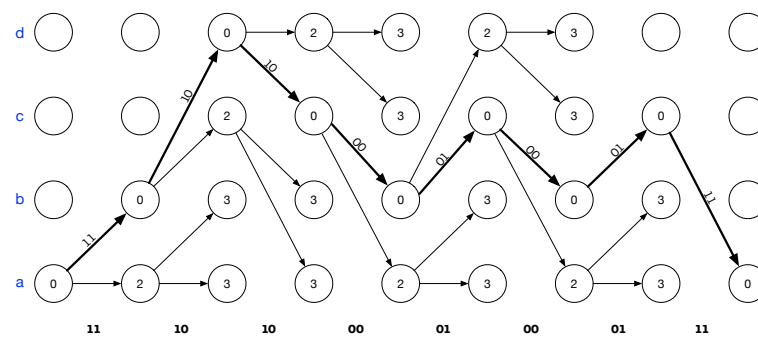 d 0 2 3 2 3
10 10
c 2 0 3 0 3 0
00 01 00 01
b 0 3 0 3 0 3
11 11
a 0 2 3 3 2 3 2 3 0
11 10 10 00 01 00 01 11